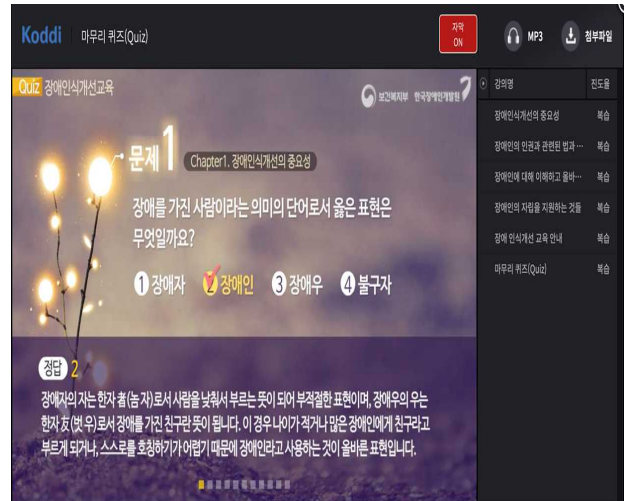 Koddi 마무리 퀴즈(Quiz)
자막
ON
MP3
첨부파일
Quiz 장애인식개선교육
보건복지부 한국장애인개발원
문제 1 Chapter1. 장애인식개선의 중요성
장애를 가진 사람이라는 의미의 단어로서 옳은 표현은
무엇일까요?
1 장애자 2 장애인 3 장애우 4 불구자
정답 2
장애자의 자는 한자 者(놈 자)로서 사람을 낮춰서 부르는 뜻이 되어 부적절한 표현이며, 장애우의 우는
한자 友(벗 우)로서 장애를 가진 친구란 뜻이 됩니다. 이 경우 나이가 적거나 많은 장애인에게 친구라고
부르게 되거나, 스스로를 호칭하기가 어렵기 때문에 장애인라고 사용하는 것이 올바른 표현입니다.
강의명 진도율
장애인식개선의 중요성 복습
장애인의 인권과 관련된 법과 … 복습
장애인에 대해 이해하고 올바… 복습
장애인의 자립을 지원하는 것들 복습
장애 인식개선 교육 안내 복습
마무리 퀴즈(Quiz) 복습